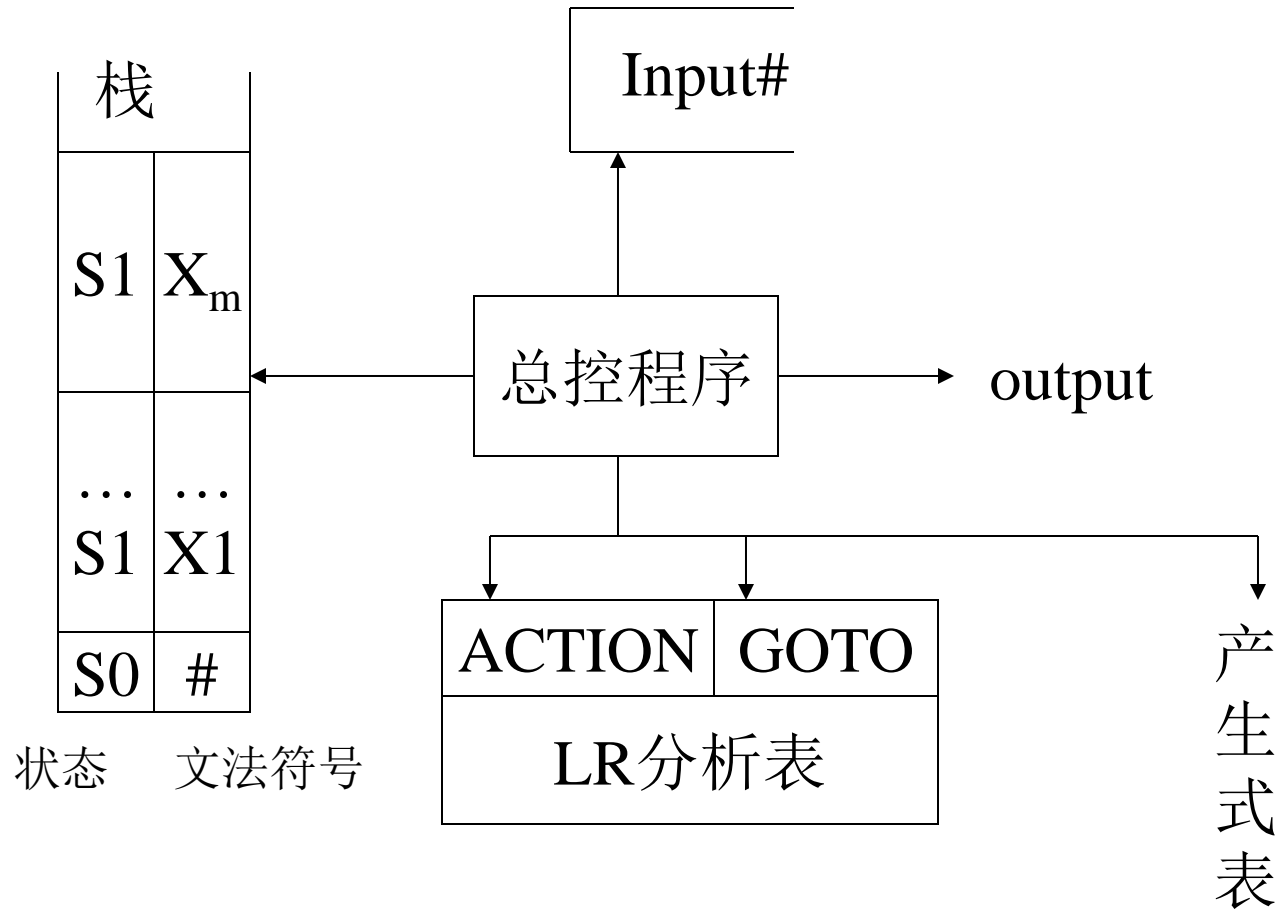 Input#
栈
S1 Xm
总控程序
output
… …
S1 X1
ACTION GOTO
S0 #
LR分析表
状态 文法符号
产生式表